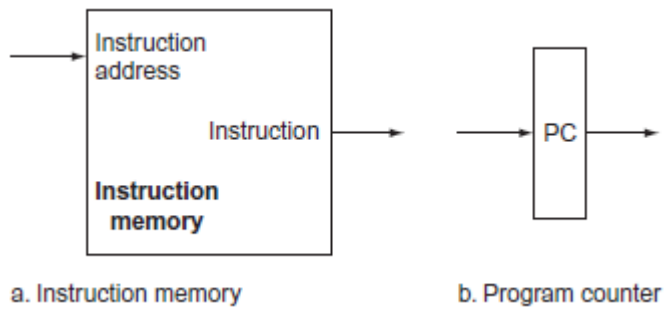 Instruction
address
Instruction
Instruction
memory
PC
a. Instruction memory
b. Program counter